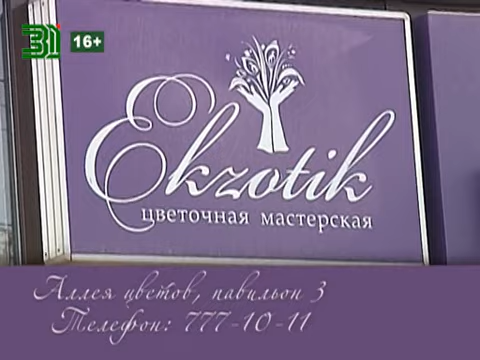 31 16+
Ekzotik
цветочная мастерская
Аллея цветов, павильон 3
Телефон: 777-10-11